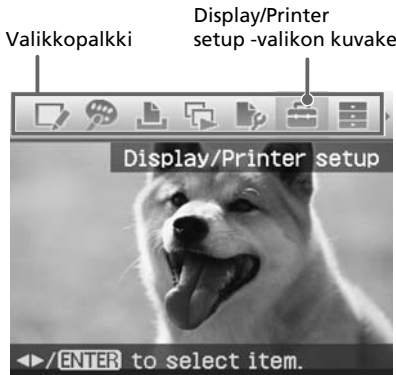 Valikkopalkki
Display/Printer
setup -valikon kuvake
Display/Printer setup
◄►/ENTER to select item.